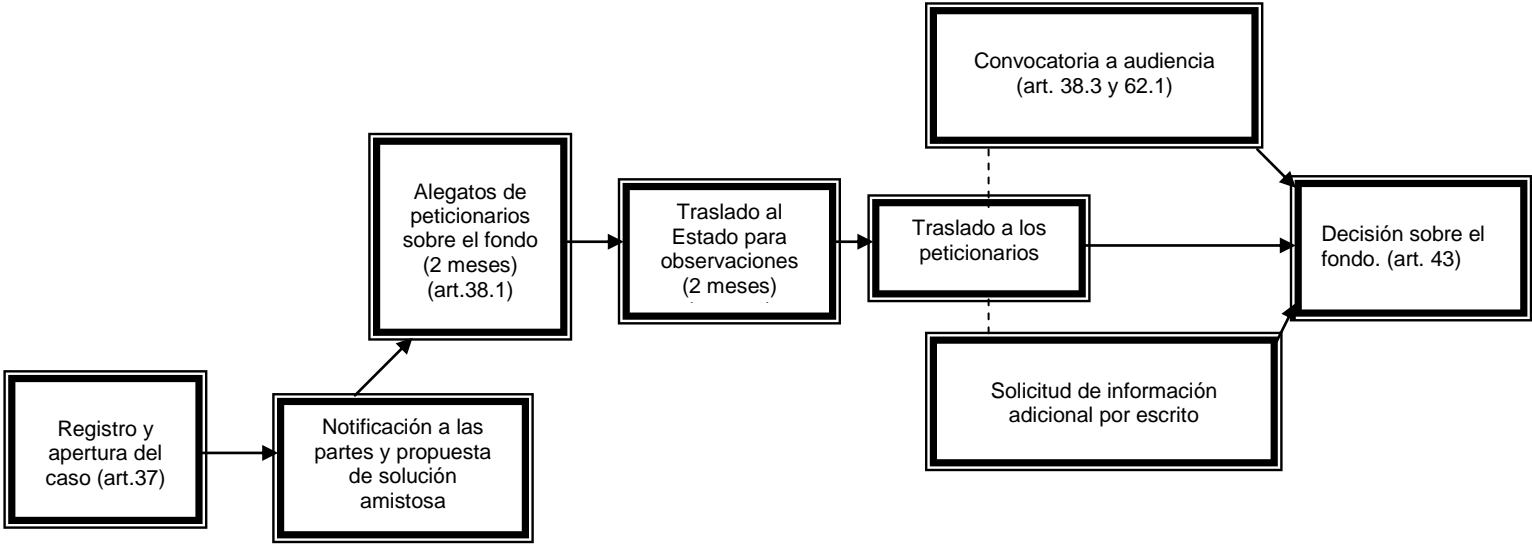 Registro y
apertura del
caso (art.37)
Notificación a las
partes y propuesta
de solución
amistosa
Alegatos de
peticionarios
sobre el fondo
(2 meses)
(art.38.1)
Traslado al
Estado para
observaciones
(2 meses)
Traslado a los
peticionarios
Convocatoria a audiencia
(art. 38.3 y 62.1)
Solicitud de información
adicional por escrito
Decisión sobre el
fondo. (art. 43)